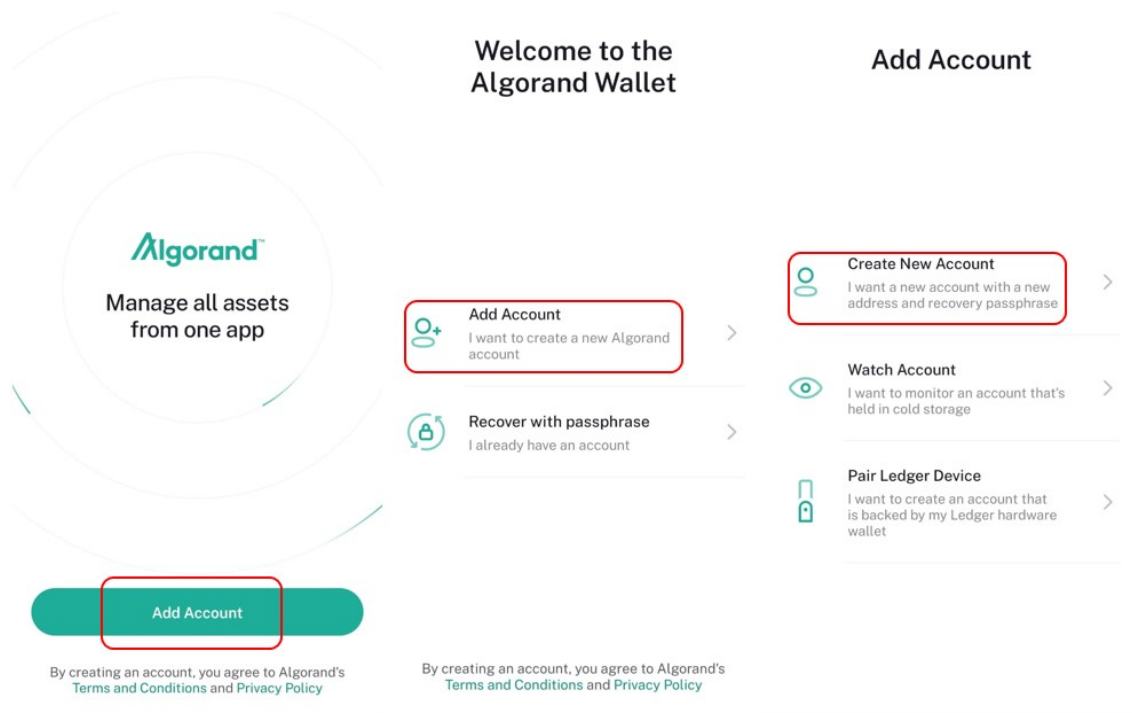 Algorand™
Manage all assets
from one app
Add Account
By creating an account, you agree to Algorand's
Terms and Conditions and Privacy Policy
Welcome to the
Algorand Wallet
Add Account
I want to create a new Algorand
account
Recover with passphrase
I already have an account
By creating an account, you agree to Algorand's
Terms and Conditions and Privacy Policy
Add Account
Create New Account
I want a new account with a new
address and recovery passphrase
Watch Account
I want to monitor an account that's
held in cold storage
Pair Ledger Device
I want to create an account that
is backed by my Ledger hardware
wallet